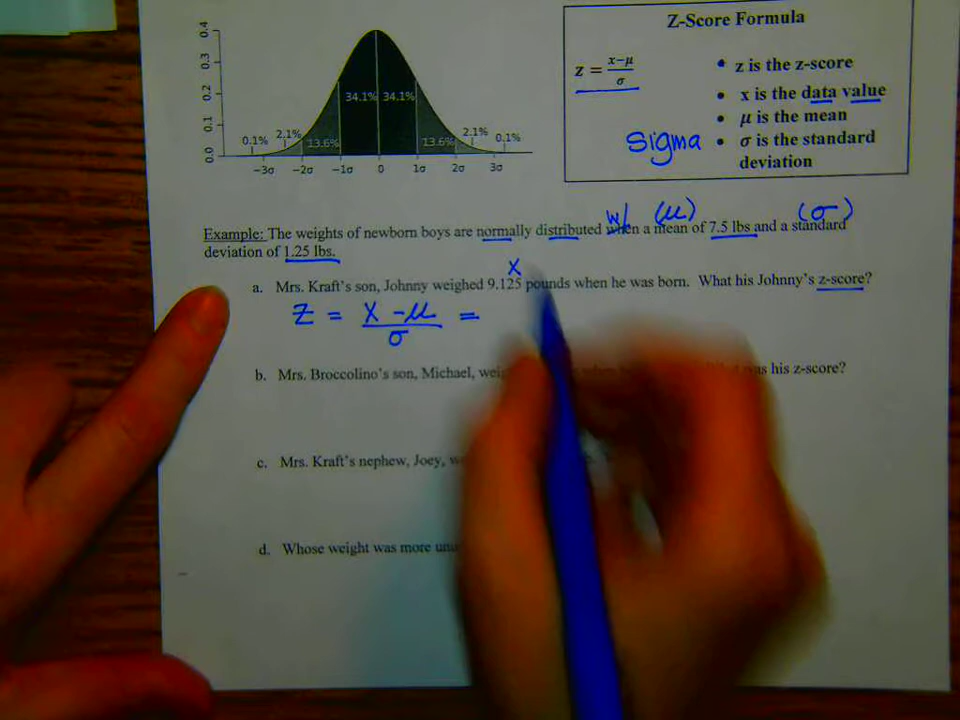 Z-Score Formula
z = x−μ / σ
• z is the z-score
• x is the data value
• μ is the mean
sigma • σ is the standard
deviation
0.4
0.3
0.2
0.1
0.0
34.1% 34.1%
0.1% 2.1% 13.6% 13.6% 2.1% 0.1%
−3σ −2σ −1σ 0 1σ 2σ 3σ
w/ (μ) (σ)
Example: The weights of newborn boys are normally distributed when a mean of 7.5 lbs and a standard
deviation of 1.25 lbs.
x
a. Mrs. Kraft's son, Johnny weighed 9.125 pounds when he was born. What his Johnny's z-score?
z = x - μ / σ =
b. Mrs. Broccolino's son, Michael, was his z-score?
c. Mrs. Kraft's nephew, Joey,
d. Whose weight was more